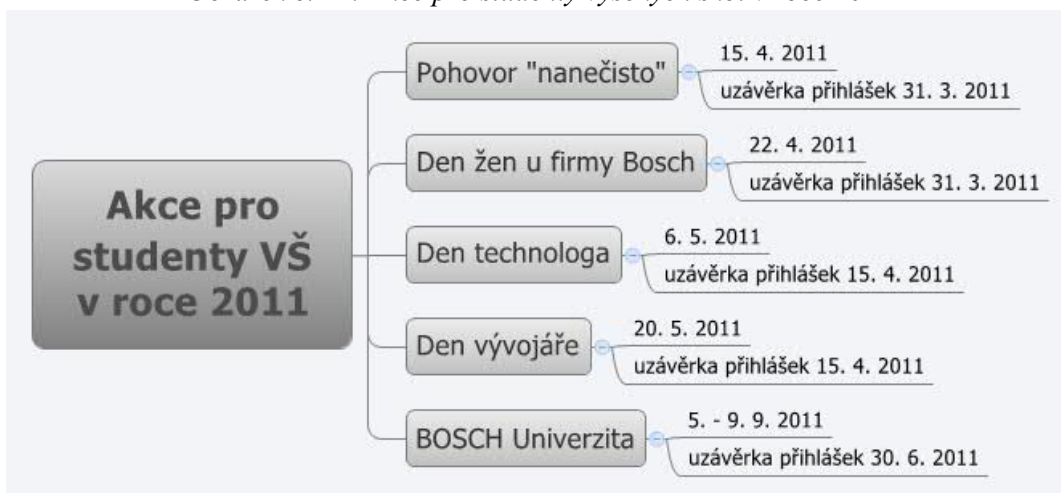 Akce pro
studenty VŠ
v roce 2011
Pohovor "nanečisto"
15. 4. 2011
uzávěrka přihlášek 31. 3. 2011
Den žen u firmy Bosch
22. 4. 2011
uzávěrka přihlášek 31. 3. 2011
Den technologa
6. 5. 2011
uzávěrka přihlášek 15. 4. 2011
Den vývojáře
20. 5. 2011
uzávěrka přihlášek 15. 4. 2011
BOSCH Univerzita
5. - 9. 9. 2011
uzávěrka přihlášek 30. 6. 2011